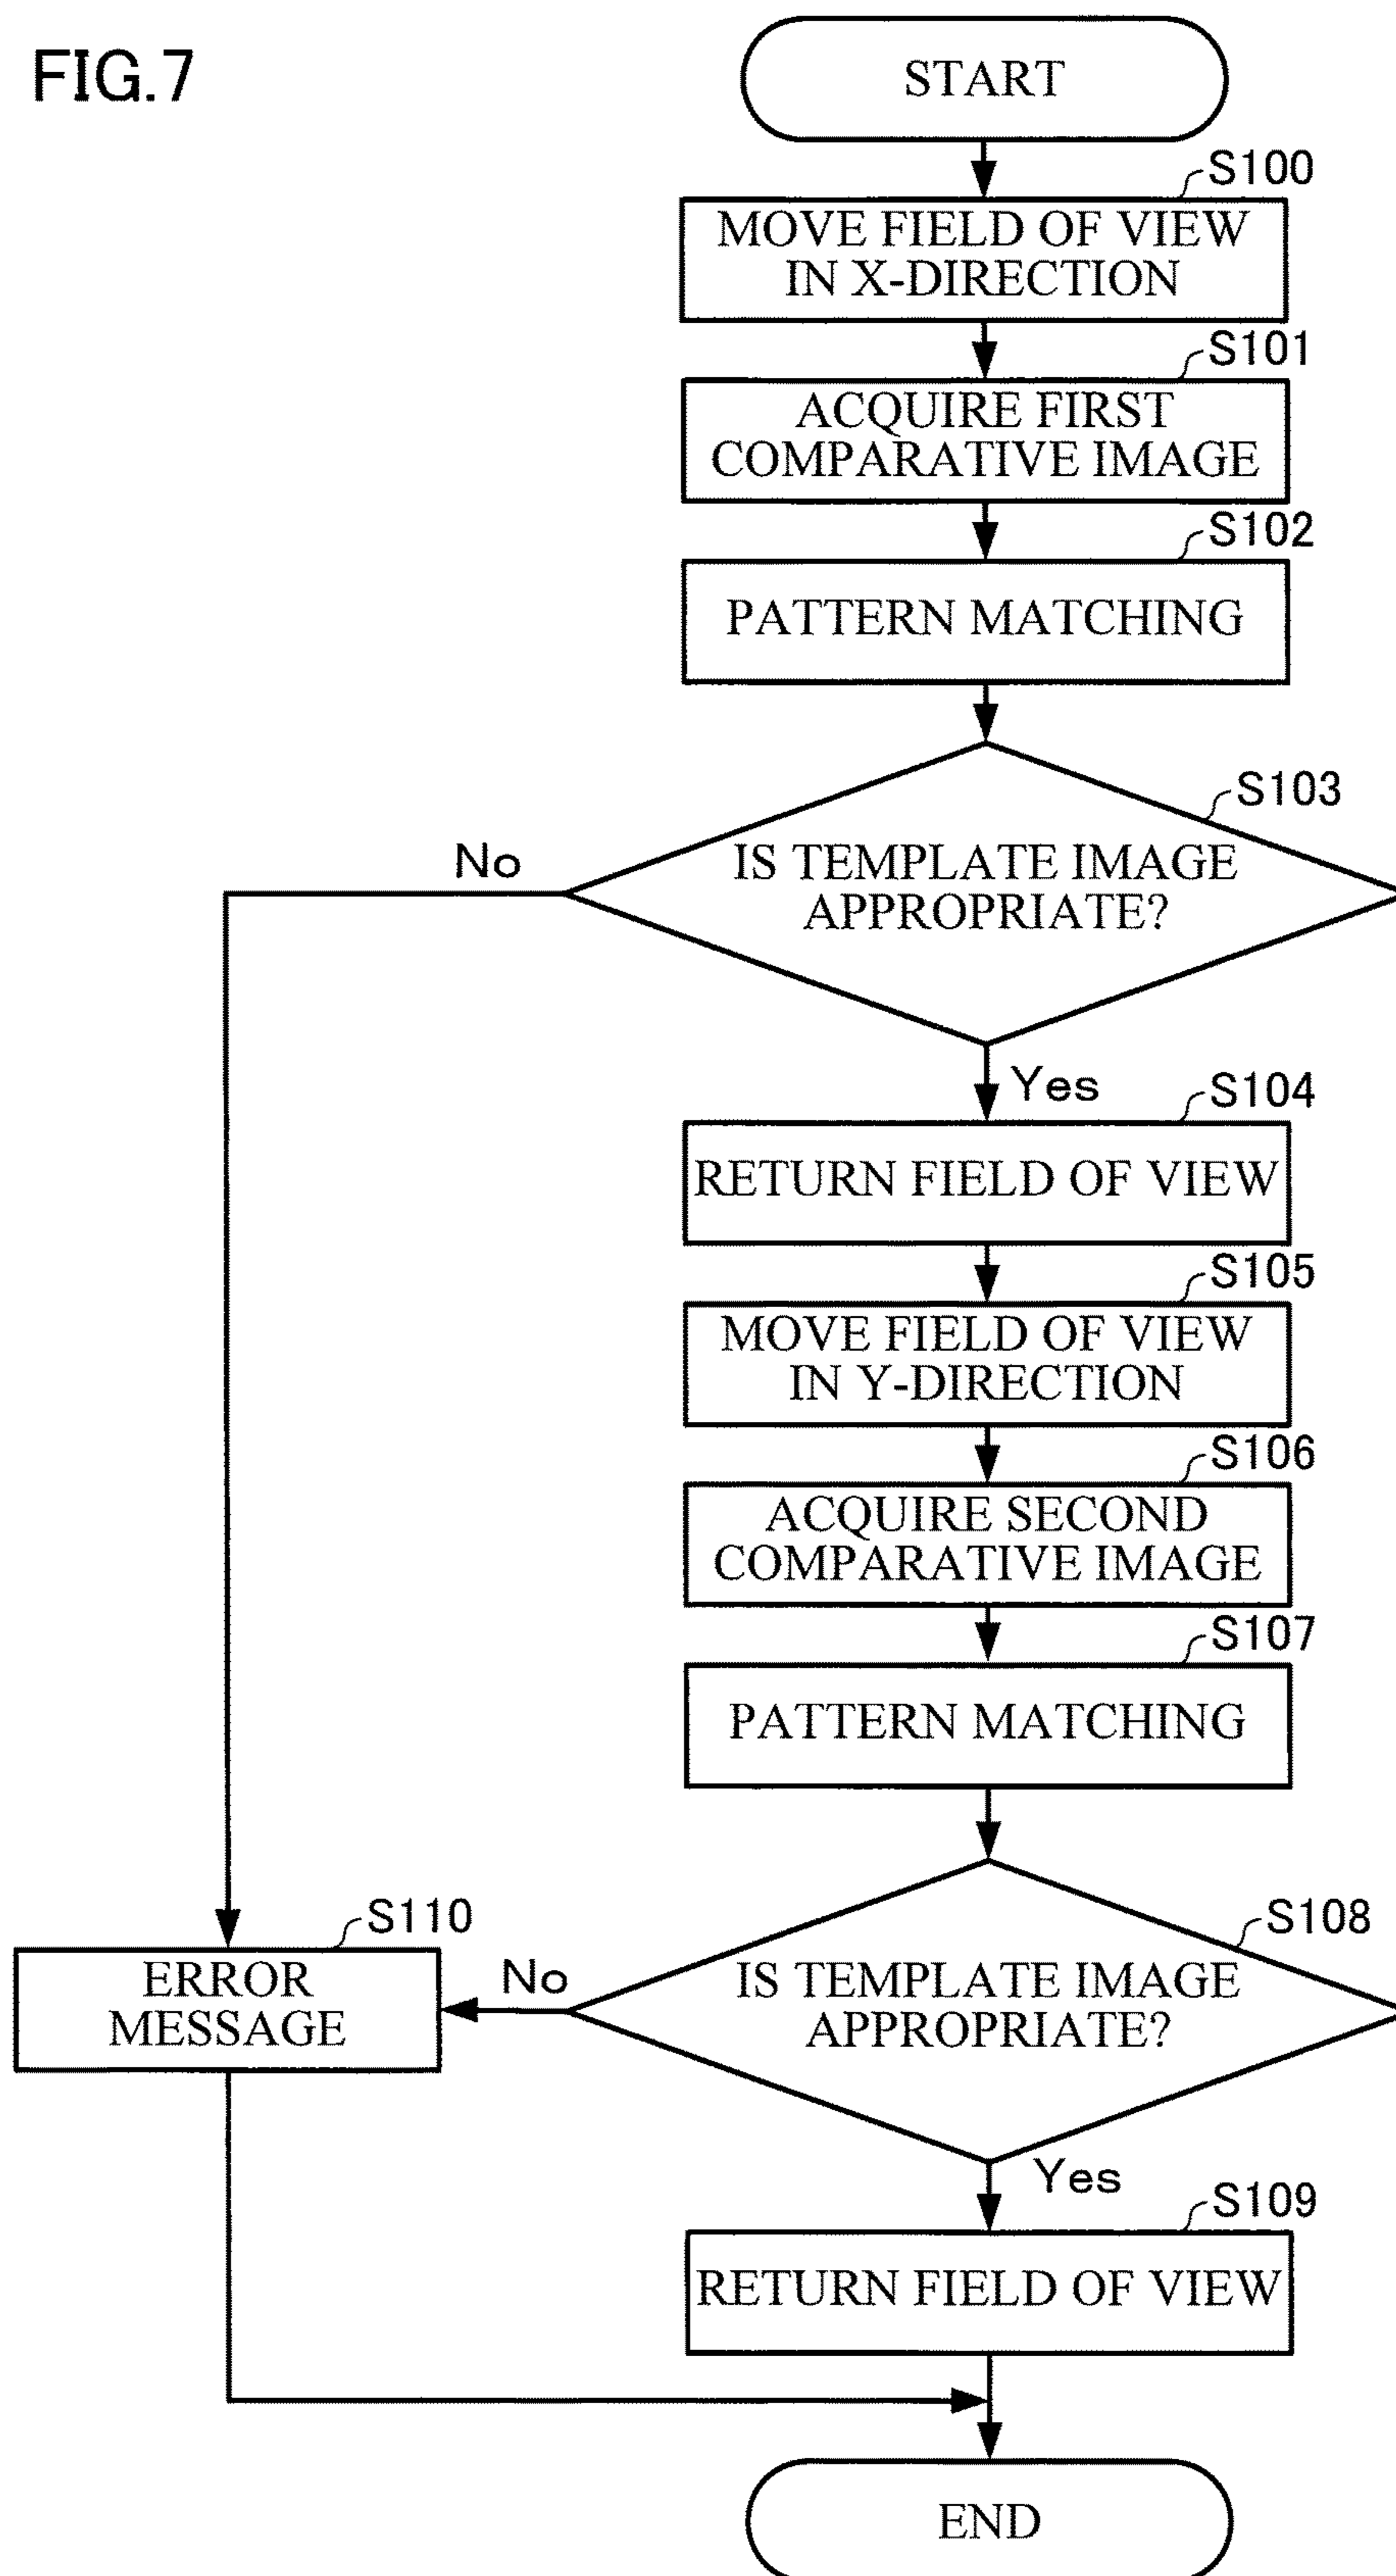 FIG.7
START
S100
MOVE FIELD OF VIEW
IN X-DIRECTION
S101
ACQUIRE FIRST
COMPARATIVE IMAGE
S102
PATTERN MATCHING
S103
IS TEMPLATE IMAGE
APPROPRIATE?
No
Yes
S104
RETURN FIELD OF VIEW
S105
MOVE FIELD OF VIEW
IN Y-DIRECTION
S106
ACQUIRE SECOND
COMPARATIVE IMAGE
S107
PATTERN MATCHING
S108
IS TEMPLATE IMAGE
APPROPRIATE?
No
S110
ERROR
MESSAGE
Yes
S109
RETURN FIELD OF VIEW
END